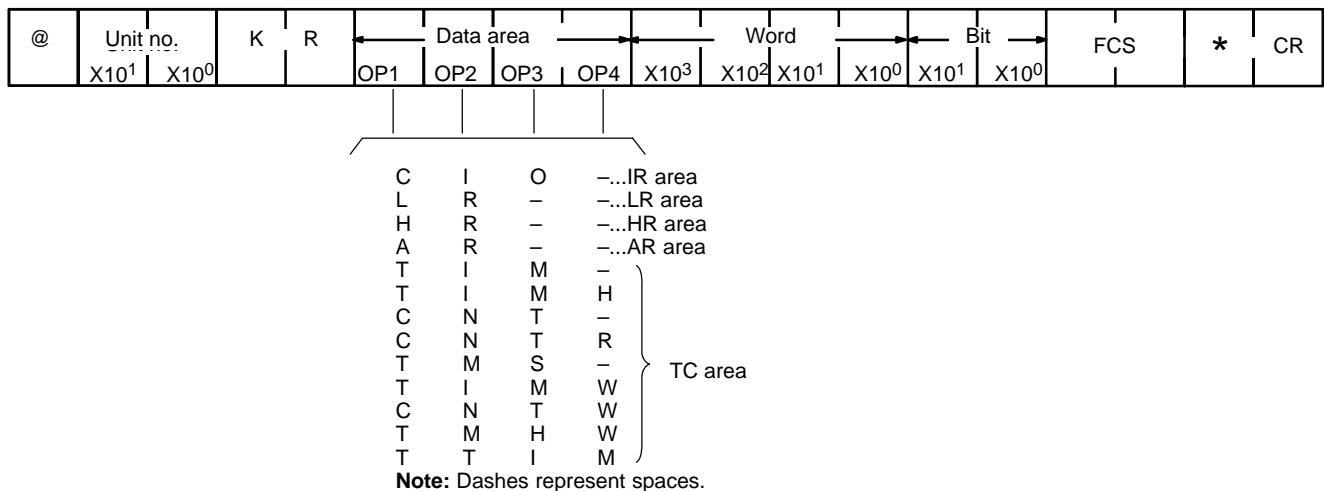 @ Unit no. K R Data area Word Bit FCS * CR
X10¹ X10⁰ OP1 OP2 OP3 OP4 X10³ X10² X10¹ X10⁰ X10¹ X10⁰
C I O –...IR area
L R – –...LR area
H R – –...HR area
A R – –...AR area
T I M –
T I M H
C N T –
C N T R
T M S –
TC area
T I M W
C N T W
T M H W
T T I M
Note: Dashes represent spaces.